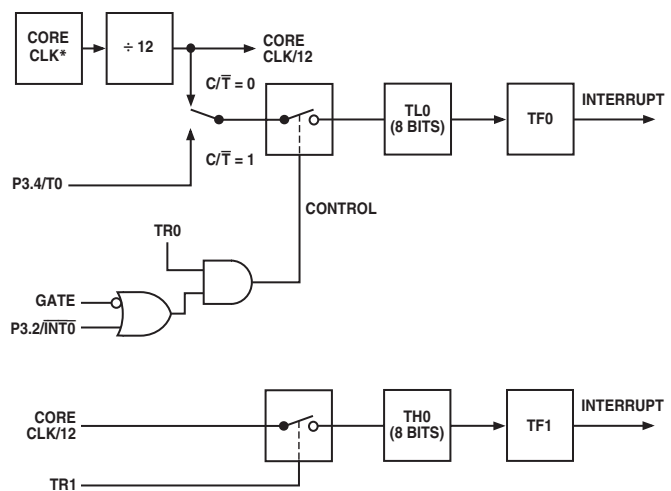 CORE
CLK*
÷ 12
CORE
CLK/12
C/T̅ = 0
TL0
(8 BITS)
TF0
INTERRUPT
C/T̅ = 1
P3.4/T0
CONTROL
TR0
GATE
P3.2/I̅N̅T̅0̅
CORE
CLK/12
TH0
(8 BITS)
TF1
INTERRUPT
TR1